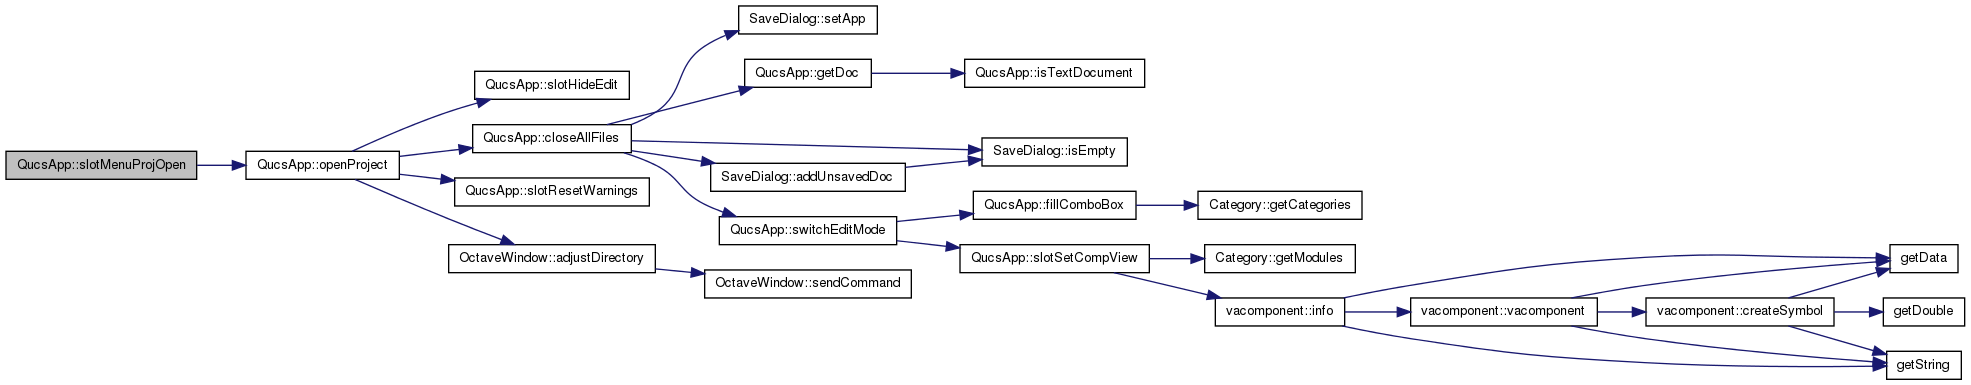 SaveDialog::setApp
QucsApp::getDoc
QucsApp::isTextDocument
QucsApp::slotHideEdit
QucsApp::closeAllFiles
SaveDialog::isEmpty
QucsApp::slotMenuProjOpen
QucsApp::openProject
SaveDialog::addUnsavedDoc
QucsApp::slotResetWarnings
QucsApp::fillComboBox
Category::getCategories
QucsApp::switchEditMode
OctaveWindow::adjustDirectory
QucsApp::slotSetCompView
Category::getModules
getData
OctaveWindow::sendCommand
vacomponent::info
vacomponent::vacomponent
vacomponent::createSymbol
getDouble
getString